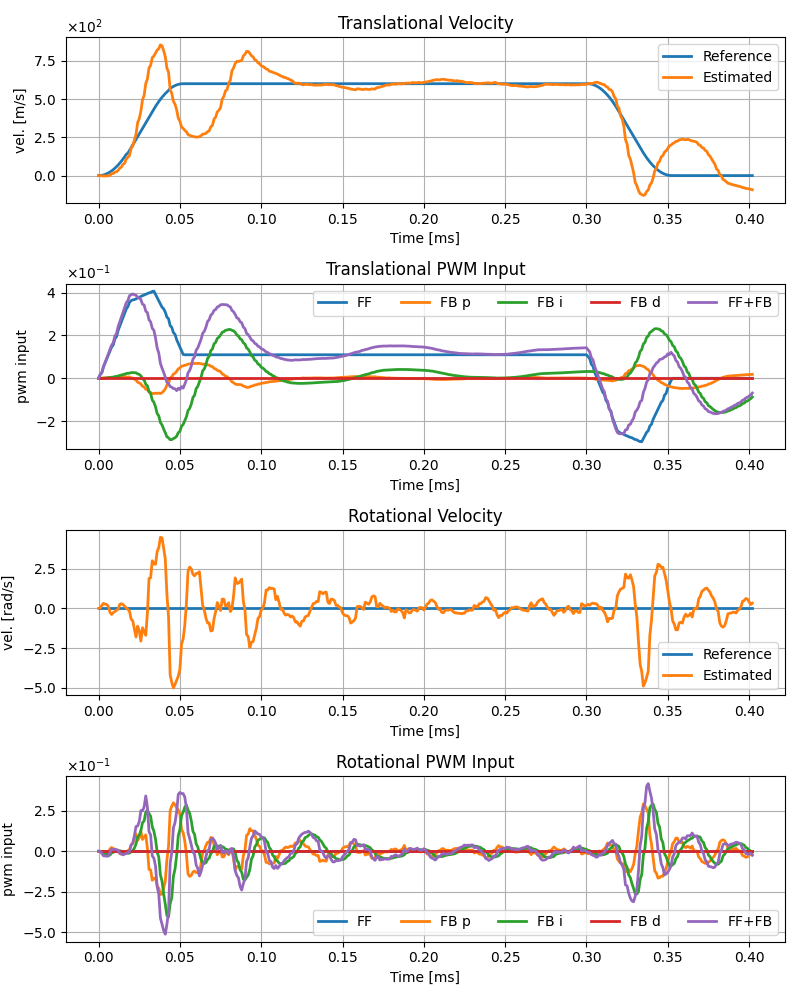 Translational Velocity
×10²
7.5
5.0
2.5
0.0
vel. [m/s]
Reference
Estimated
0.00 0.05 0.10 0.15 0.20 0.25 0.30 0.35 0.40
Time [ms]
Translational PWM Input
×10⁻¹
4
2
0
−2
pwm input
FF FB p FB i FB d FF+FB
0.00 0.05 0.10 0.15 0.20 0.25 0.30 0.35 0.40
Time [ms]
Rotational Velocity
2.5
0.0
−2.5
−5.0
vel. [rad/s]
Reference
Estimated
0.00 0.05 0.10 0.15 0.20 0.25 0.30 0.35 0.40
Time [ms]
Rotational PWM Input
×10⁻¹
2.5
0.0
−2.5
−5.0
pwm input
FF FB p FB i FB d FF+FB
0.00 0.05 0.10 0.15 0.20 0.25 0.30 0.35 0.40
Time [ms]